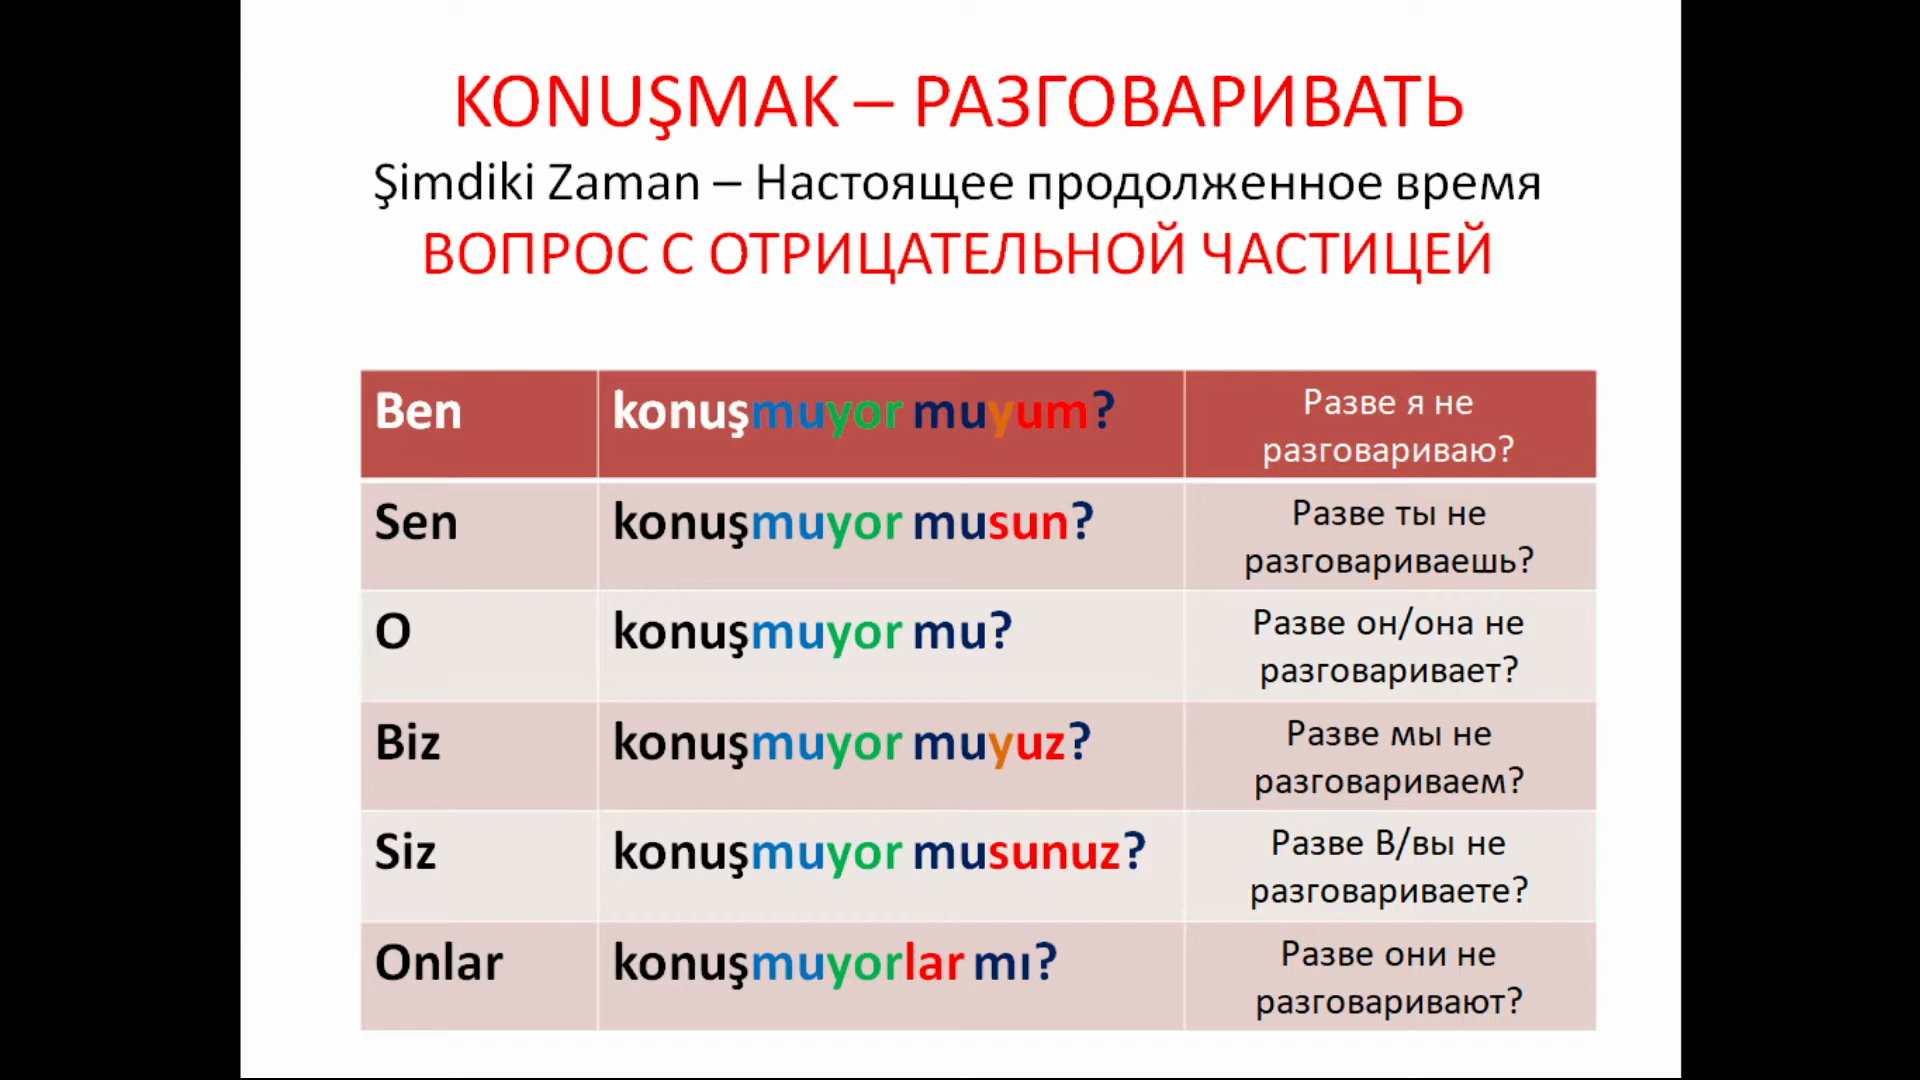 KONUŞMAK – РАЗГОВАРИВАТЬ
Şimdiki Zaman – Настоящее продолженное время
ВОПРОС С ОТРИЦАТЕЛЬНОЙ ЧАСТИЦЕЙ
Ben konuşmuyor muyum? Разве я не
разговариваю?
Sen konuşmuyor musun? Разве ты не
разговариваешь?
O konuşmuyor mu? Разве он/она не
разговаривает?
Biz konuşmuyor muyuz? Разве мы не
разговариваем?
Siz konuşmuyor musunuz? Разве В/вы не
разговариваете?
Onlar konuşmuyorlar mı? Разве они не
разговаривают?